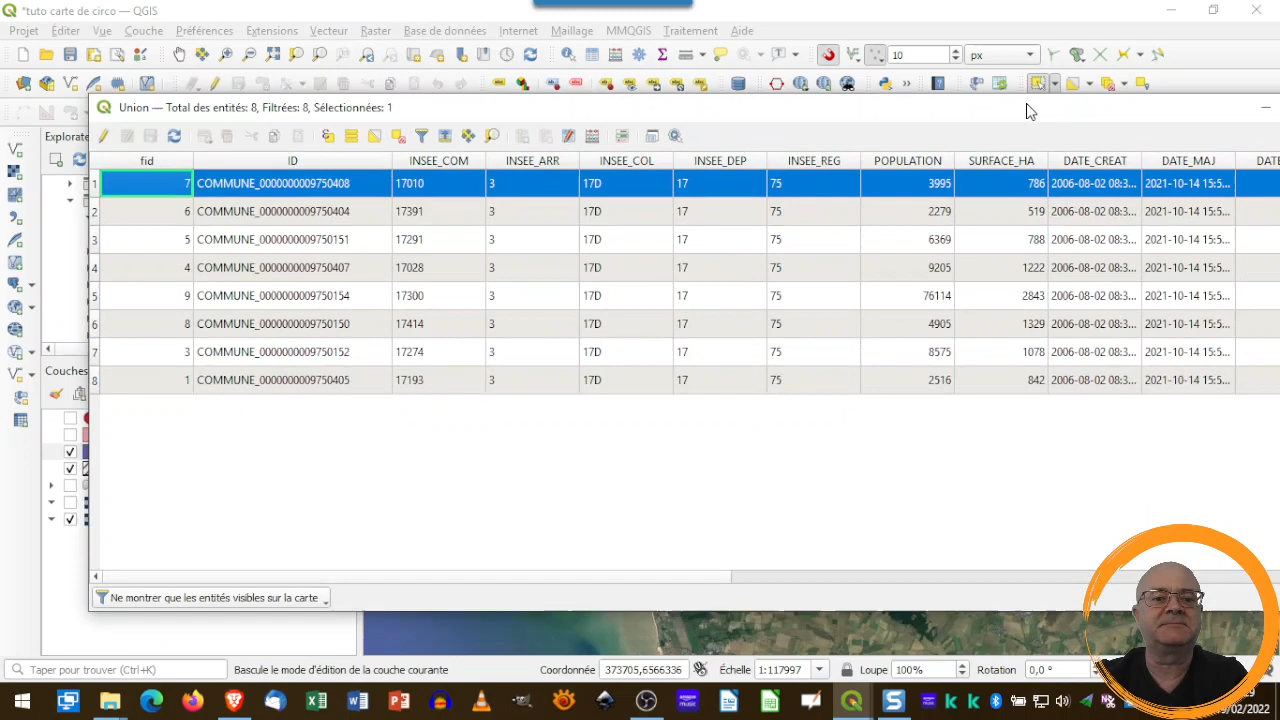 *tuto carte de circo — QGIS
Projet Éditer Vue Couche Préférences Extensions Vecteur Raster Base de données Internet Maillage MMQGIS Traitement Aide
10 px
Union — Total des entités: 8, Filtrées: 8, Sélectionnées: 1
Explorate
fid ID INSEE_COM INSEE_ARR INSEE_COL INSEE_DEP INSEE_REG POPULATION SURFACE_HA DATE_CREAT DATE_MAJ DATE
1 7 COMMUNE_0000000009750408 17010 3 17D 17 75 3995 786 2006-08-02 08:3... 2021-10-14 15:5...
2 6 COMMUNE_0000000009750404 17391 3 17D 17 75 2279 519 2006-08-02 08:3... 2021-10-14 15:5...
3 5 COMMUNE_0000000009750151 17291 3 17D 17 75 6369 788 2006-08-02 08:3... 2021-10-14 15:5...
4 4 COMMUNE_0000000009750407 17028 3 17D 17 75 9205 1222 2006-08-02 08:3... 2021-10-14 15:5...
5 9 COMMUNE_0000000009750154 17300 3 17D 17 75 76114 2843 2006-08-02 08:3... 2021-10-14 15:5...
6 8 COMMUNE_0000000009750150 17414 3 17D 17 75 4905 1329 2006-08-02 08:3... 2021-10-14 15:5...
7 3 COMMUNE_0000000009750152 17274 3 17D 17 75 8575 1078 2006-08-02 08:3... 2021-10-14 15:5...
8 1 COMMUNE_0000000009750405 17193 3 17D 17 75 2516 842 2006-08-02 08:3... 2021-10-14 15:5...
Couches
Ne montrer que les entités visibles sur la carte
Taper pour trouver (Ctrl+K) Bascule le mode d'édition de la couche courante Coordonnée 373705,6566336 Échelle 1:117997 Loupe 100% Rotation 0,0 °
/02/2022